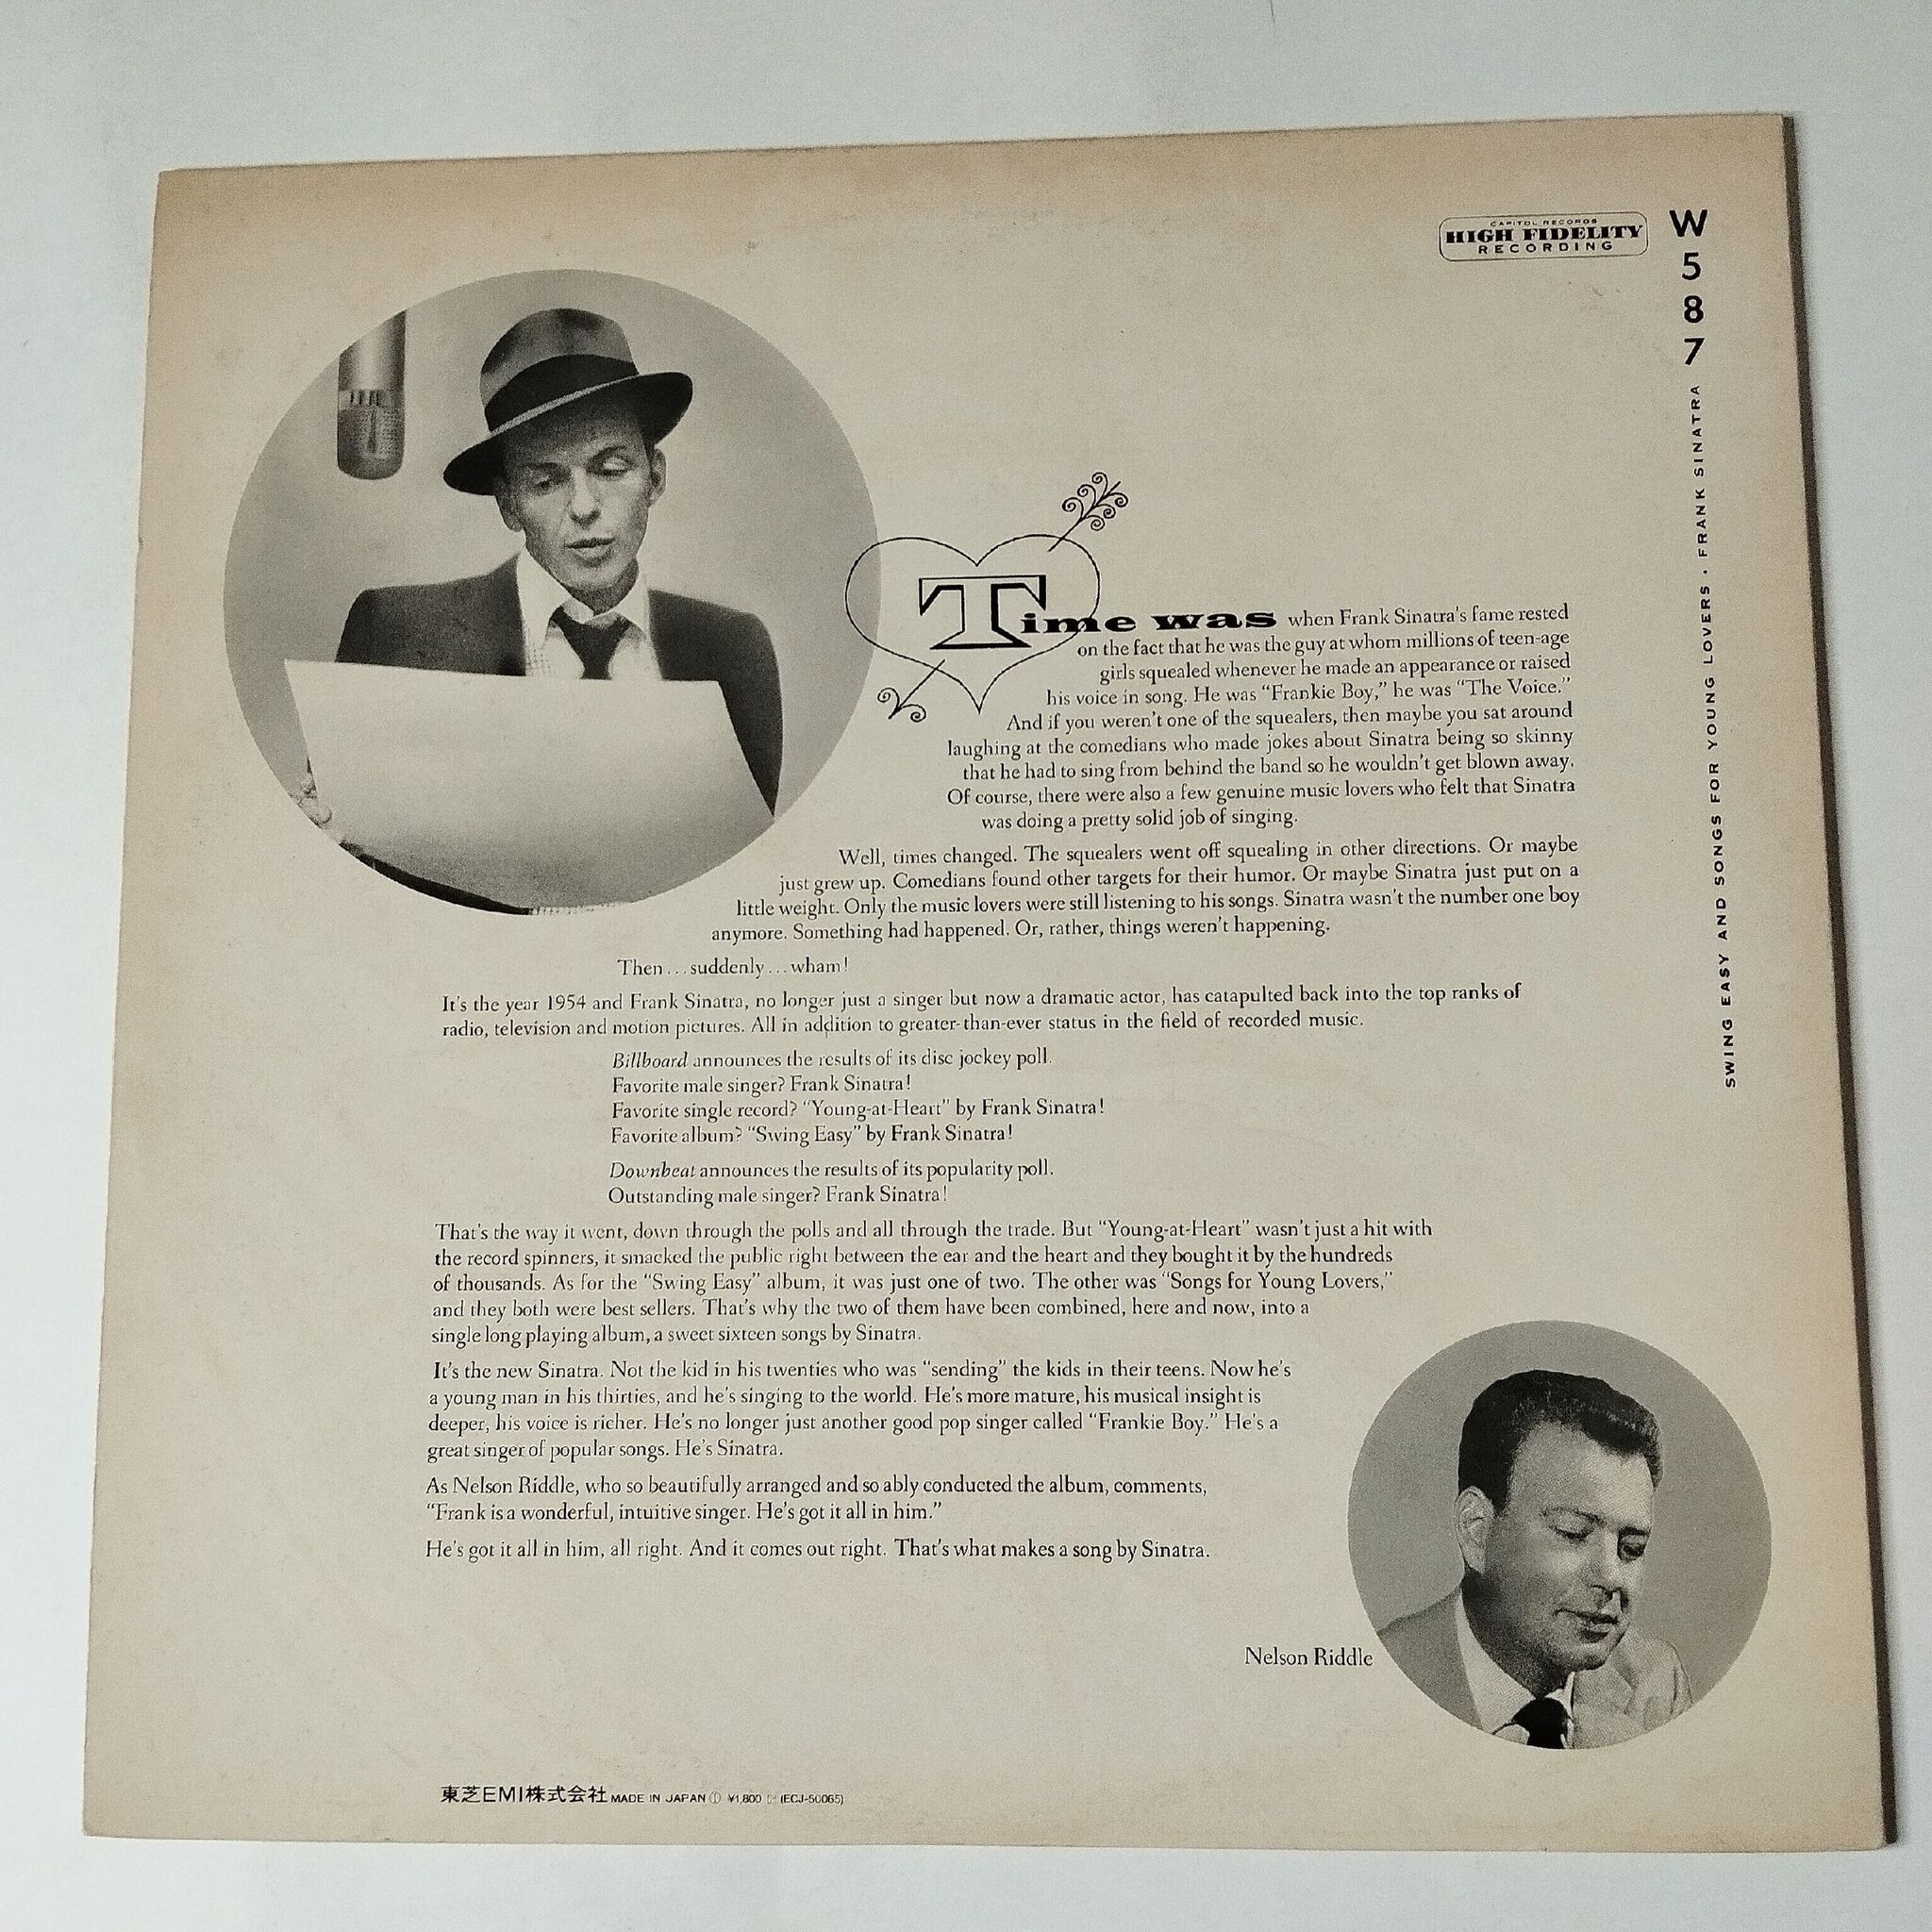 CAPITOL RECORDS
HIGH FIDELITY
RECORDING
W
5
8
7
SWING EASY AND SONGS FOR YOUNG LOVERS · FRANK SINATRA
Time was when Frank Sinatra's fame rested
on the fact that he was the guy at whom millions of teen-age
girls squealed whenever he made an appearance or raised
his voice in song. He was “Frankie Boy,” he was “The Voice.”
And if you weren't one of the squealers, then maybe you sat around
laughing at the comedians who made jokes about Sinatra being so skinny
that he had to sing from behind the band so he wouldn't get blown away.
Of course, there were also a few genuine music lovers who felt that Sinatra
was doing a pretty solid job of singing.
Well, times changed. The squealers went off squealing in other directions. Or maybe
just grew up. Comedians found other targets for their humor. Or maybe Sinatra just put on a
little weight. Only the music lovers were still listening to his songs. Sinatra wasn't the number one boy
anymore. Something had happened. Or, rather, things weren't happening.
Then...suddenly...wham!
It's the year 1954 and Frank Sinatra, no longer just a singer but now a dramatic actor, has catapulted back into the top ranks of
radio, television and motion pictures. All in addition to greater-than-ever status in the field of recorded music.
Billboard announces the results of its disc jockey poll.
Favorite male singer? Frank Sinatra!
Favorite single record? “Young-at-Heart” by Frank Sinatra!
Favorite album? “Swing Easy” by Frank Sinatra!
Downbeat announces the results of its popularity poll.
Outstanding male singer? Frank Sinatra!
That's the way it went, down through the polls and all through the trade. But “Young-at-Heart” wasn't just a hit with
the record spinners, it smacked the public right between the ear and the heart and they bought it by the hundreds
of thousands. As for the “Swing Easy” album, it was just one of two. The other was “Songs for Young Lovers,”
and they both were best sellers. That's why the two of them have been combined, here and now, into a
single long playing album, a sweet sixteen songs by Sinatra.
It's the new Sinatra. Not the kid in his twenties who was “sending” the kids in their teens. Now he's
a young man in his thirties, and he's singing to the world. He's more mature, his musical insight is
deeper, his voice is richer. He's no longer just another good pop singer called “Frankie Boy.” He's a
great singer of popular songs. He's Sinatra.
As Nelson Riddle, who so beautifully arranged and so ably conducted the album, comments,
“Frank is a wonderful, intuitive singer. He's got it all in him.”
He's got it all in him, all right. And it comes out right. That's what makes a song by Sinatra.
Nelson Riddle
東芝EMI株式会社 MADE IN JAPAN ¥1,800 (ECJ-50065)